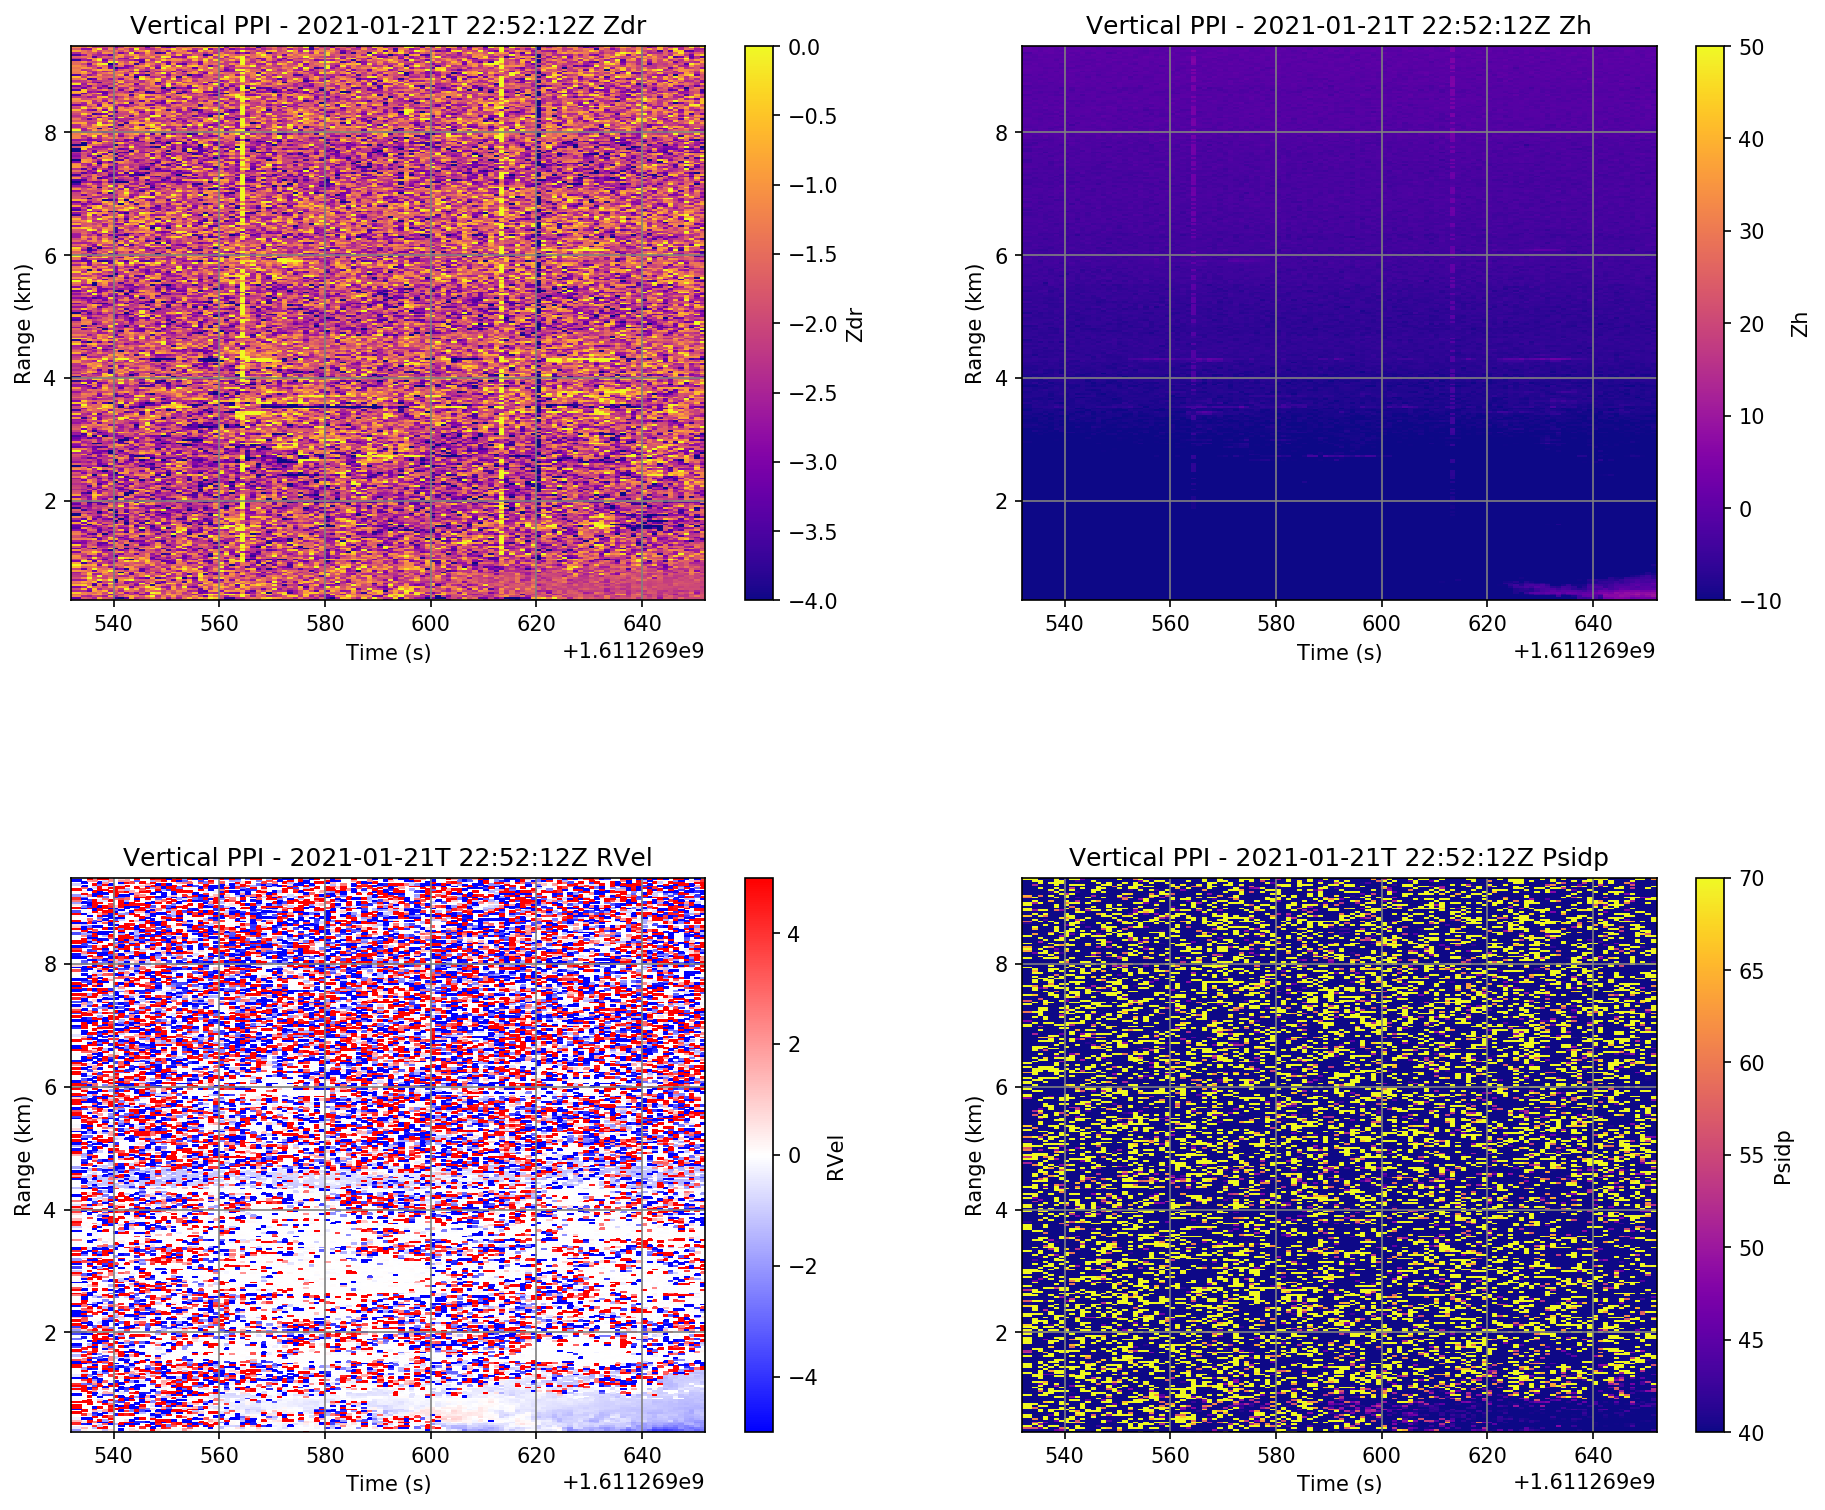 Vertical PPI - 2021-01-21T 22:52:12Z Zdr
Range (km)
8
6
4
2
540 560 580 600 620 640
Time (s)
+1.611269e9
0.0
−0.5
−1.0
−1.5
−2.0
−2.5
−3.0
−3.5
−4.0
Zdr
Vertical PPI - 2021-01-21T 22:52:12Z Zh
Range (km)
8
6
4
2
540 560 580 600 620 640
Time (s)
+1.611269e9
50
40
30
20
10
0
−10
Zh
Vertical PPI - 2021-01-21T 22:52:12Z RVel
Range (km)
8
6
4
2
540 560 580 600 620 640
Time (s)
+1.611269e9
4
2
0
−2
−4
RVel
Vertical PPI - 2021-01-21T 22:52:12Z Psidp
Range (km)
8
6
4
2
540 560 580 600 620 640
Time (s)
+1.611269e9
70
65
60
55
50
45
40
Psidp